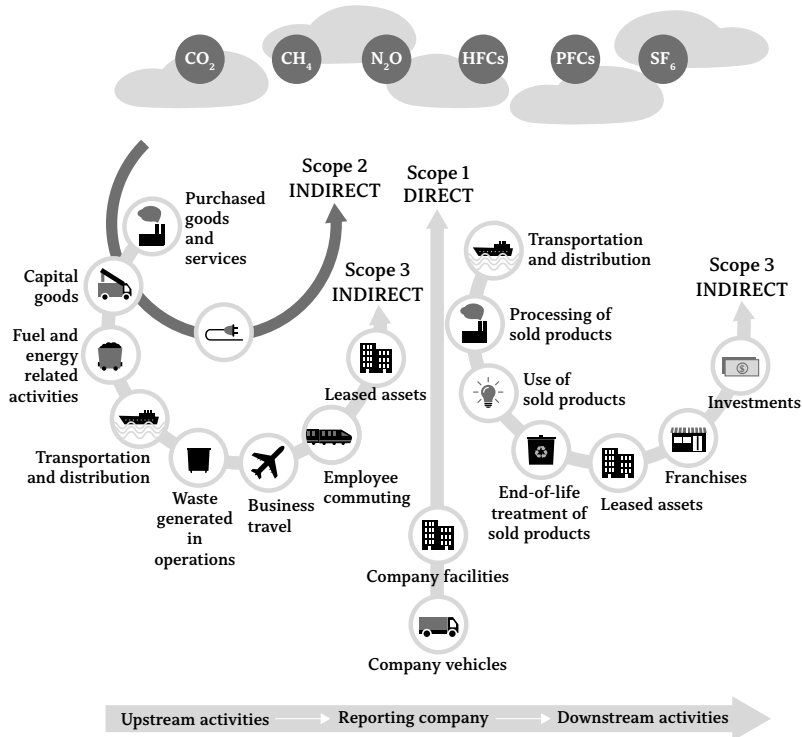 CO₂
CH₄
N₂O
HFCs
PFCs
SF₆
Scope 2
INDIRECT
Scope 1
DIRECT
Purchased
goods
and
services
Capital
goods
Fuel and
energy
related
activities
Transportation
and distribution
Waste
generated
in
operations
Business
travel
Employee
commuting
Leased assets
Scope 3
INDIRECT
Company facilities
Company vehicles
Transportation
and distribution
Processing of
sold products
Use of
sold products
End-of-life
treatment of
sold products
Leased assets
Franchises
Investments
$
Scope 3
INDIRECT
Upstream activities
Reporting company
Downstream activities